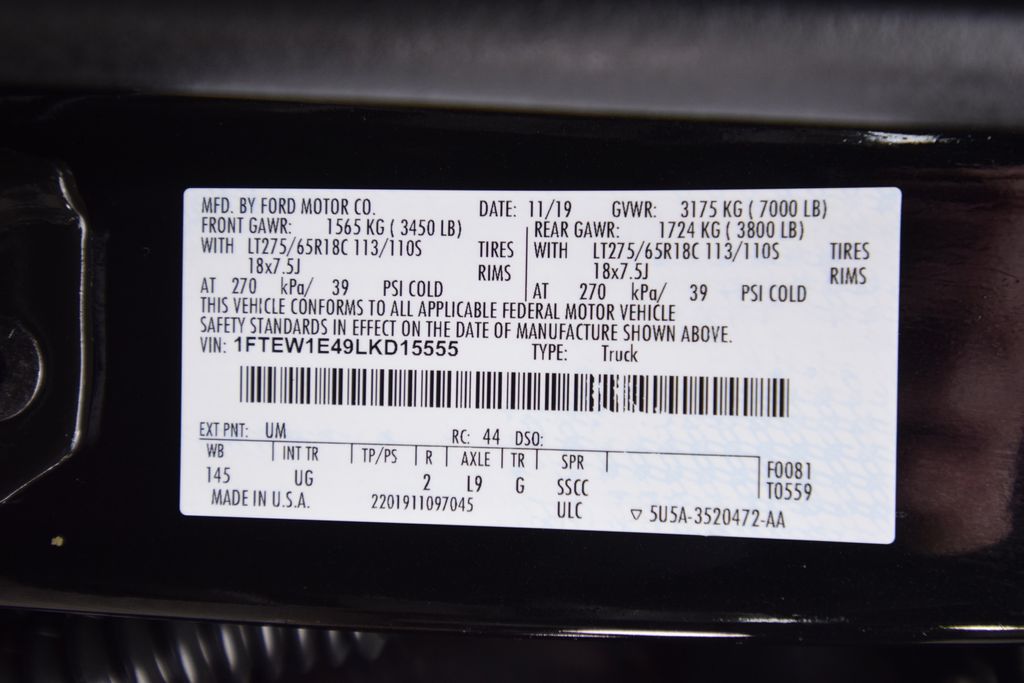 MFD. BY FORD MOTOR CO. DATE: 11/19 GVWR: 3175 KG ( 7000 LB)
FRONT GAWR: 1565 KG ( 3450 LB) REAR GAWR: 1724 KG ( 3800 LB)
WITH LT275/65R18C 113/110S TIRES WITH LT275/65R18C 113/110S TIRES
18x7.5J RIMS 18x7.5J RIMS
AT 270 kPa/ 39 PSI COLD AT 270 kPa/ 39 PSI COLD
THIS VEHICLE CONFORMS TO ALL APPLICABLE FEDERAL MOTOR VEHICLE
SAFETY STANDARDS IN EFFECT ON THE DATE OF MANUFACTURE SHOWN ABOVE.
VIN: 1FTEW1E49LKD15555 TYPE: Truck
EXT PNT: UM RC: 44 DSO:
WB INT TR TP/PS R AXLE TR SPR F0081
145 UG 2 L9 G SSCC T0559
MADE IN U.S.A. 2201911097045 ULC ▽ 5U5A-3520472-AA